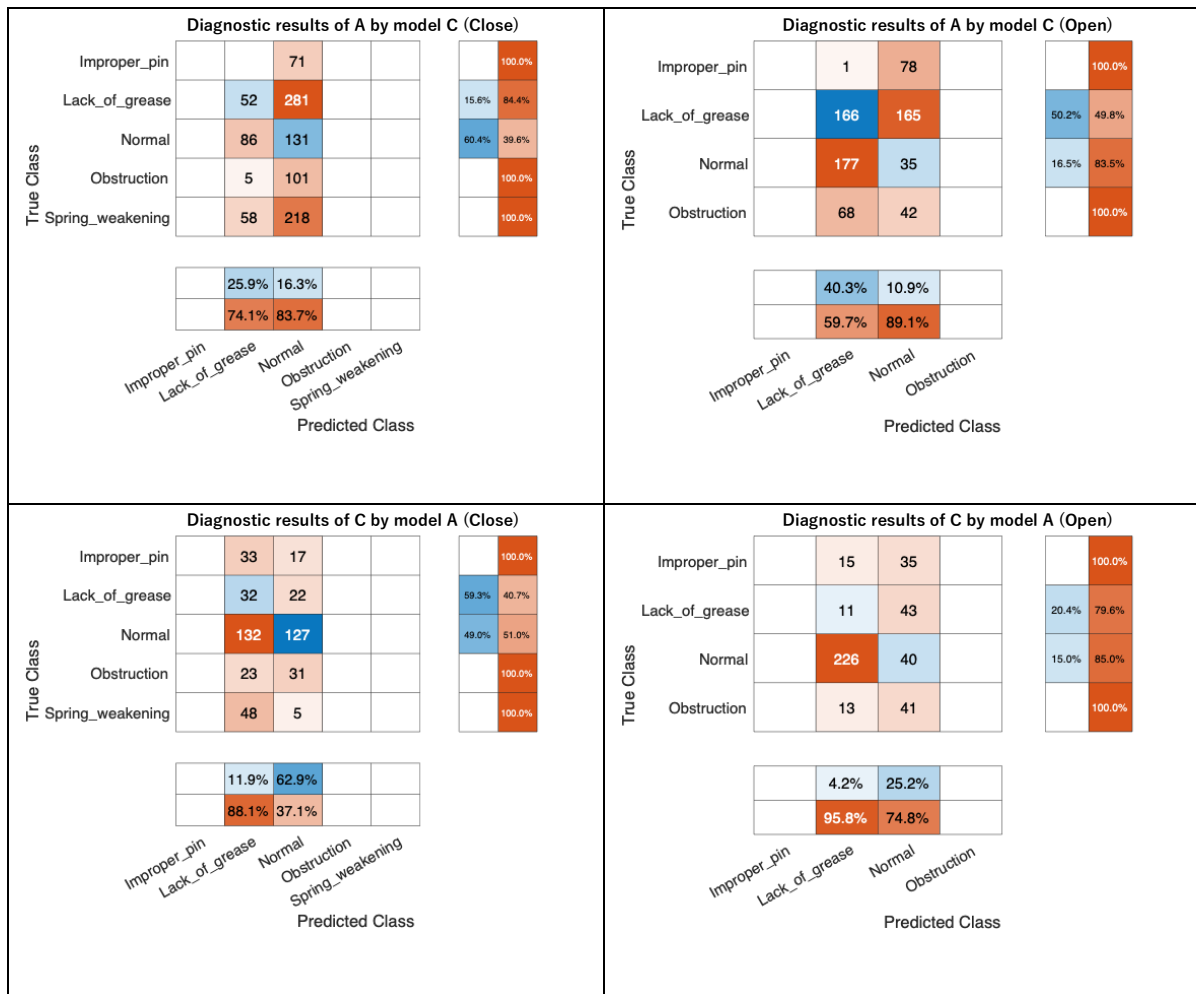 Diagnostic results of A by model C (Close)
True Class
Improper_pin 71 100.0%
Lack_of_grease 52 281 15.6% 84.4%
Normal 86 131 60.4% 39.6%
Obstruction 5 101 100.0%
Spring_weakening 58 218 100.0%
25.9% 16.3%
74.1% 83.7%
Improper_pin Lack_of_grease Normal Obstruction Spring_weakening
Predicted Class
Diagnostic results of A by model C (Open)
True Class
Improper_pin 1 78 100.0%
Lack_of_grease 166 165 50.2% 49.8%
Normal 177 35 16.5% 83.5%
Obstruction 68 42 100.0%
40.3% 10.9%
59.7% 89.1%
Improper_pin Lack_of_grease Normal Obstruction
Predicted Class
Diagnostic results of C by model A (Close)
True Class
Improper_pin 33 17 100.0%
Lack_of_grease 32 22 59.3% 40.7%
Normal 132 127 49.0% 51.0%
Obstruction 23 31 100.0%
Spring_weakening 48 5 100.0%
11.9% 62.9%
88.1% 37.1%
Improper_pin Lack_of_grease Normal Obstruction Spring_weakening
Predicted Class
Diagnostic results of C by model A (Open)
True Class
Improper_pin 15 35 100.0%
Lack_of_grease 11 43 20.4% 79.6%
Normal 226 40 15.0% 85.0%
Obstruction 13 41 100.0%
4.2% 25.2%
95.8% 74.8%
Improper_pin Lack_of_grease Normal Obstruction
Predicted Class